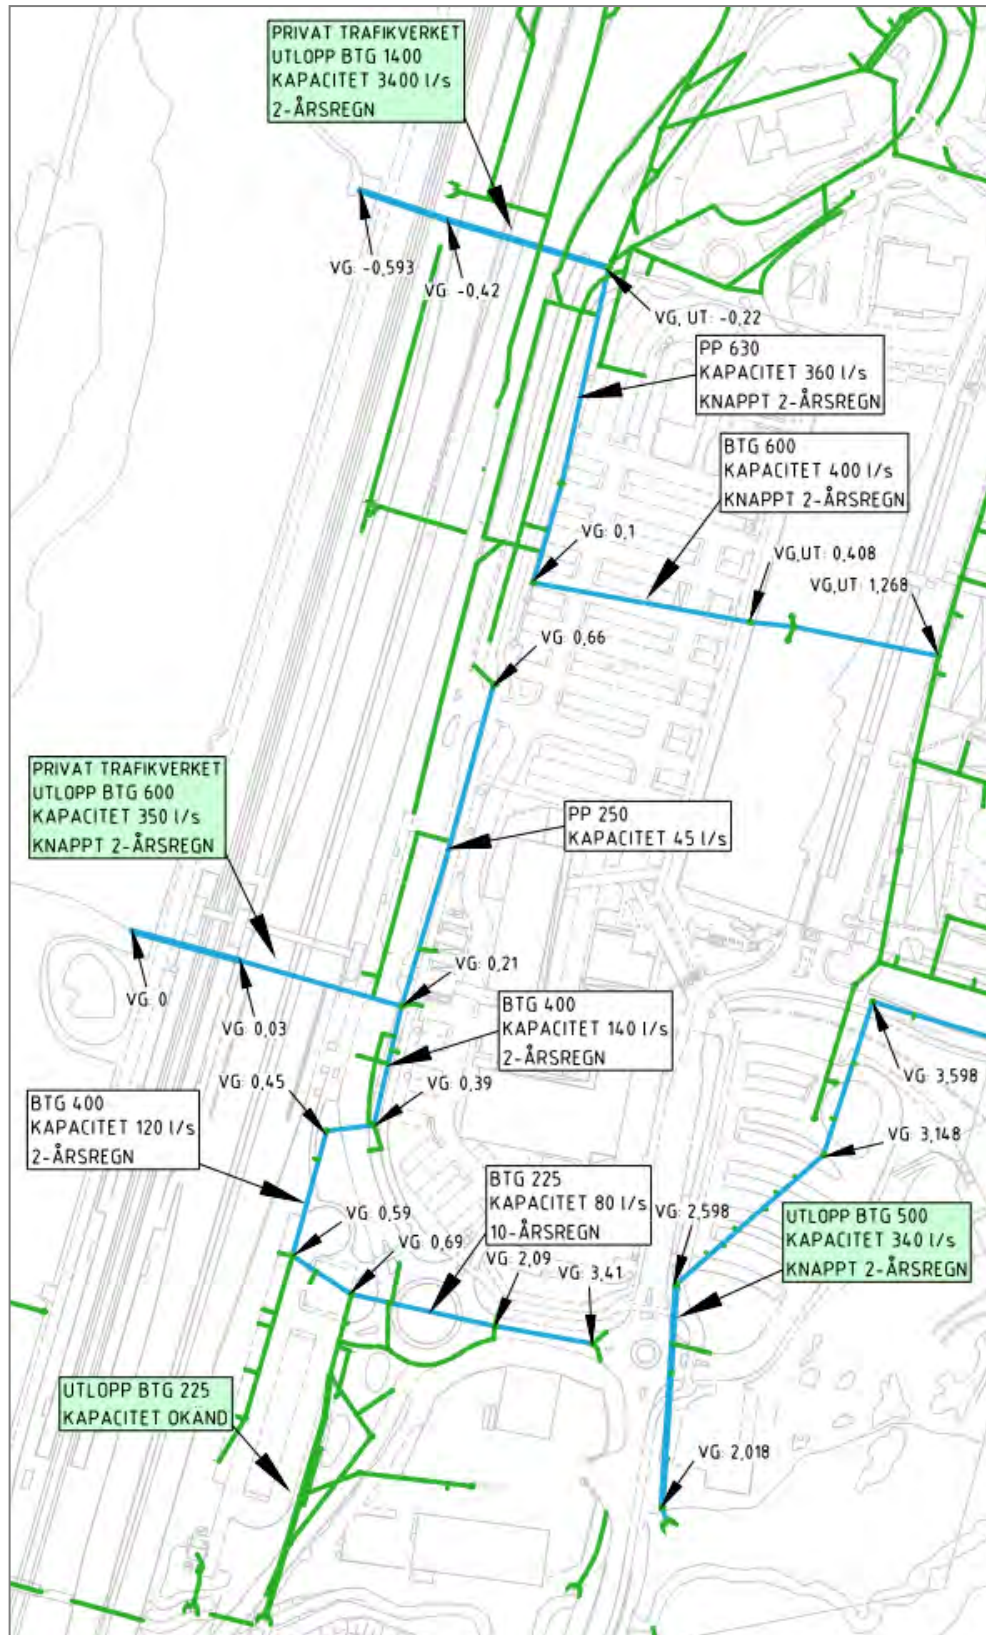 PRIVAT TRAFIKVERKET
UTLOPP BTG 1400
KAPACITET 3400 l/s
2-ÅRSREGN
VG: -0,593
VG: -0,42
VG, UT: -0,22
PP 630
KAPACITET 360 l/s
KNAPPT 2-ÅRSREGN
BTG 600
KAPACITET 400 l/s
KNAPPT 2-ÅRSREGN
VG: 0,1
VG,UT: 0,408
VG,UT: 1,268
VG: 0,66
PRIVAT TRAFIKVERKET
UTLOPP BTG 600
KAPACITET 350 l/s
KNAPPT 2-ÅRSREGN
PP 250
KAPACITET 45 l/s
VG: 0
VG: 0,03
VG: 0,21
BTG 400
KAPACITET 140 l/s
2-ÅRSREGN
VG: 0,45
VG: 0,39
VG: 3,598
BTG 400
KAPACITET 120 l/s
2-ÅRSREGN
VG: 3,148
BTG 225
KAPACITET 80 l/s
10-ÅRSREGN
VG: 2,598
UTLOPP BTG 500
KAPACITET 340 l/s
KNAPPT 2-ÅRSREGN
VG: 0,59
VG: 0,69
VG: 2,09
VG: 3,41
UTLOPP BTG 225
KAPACITET OKÄND
VG: 2,018